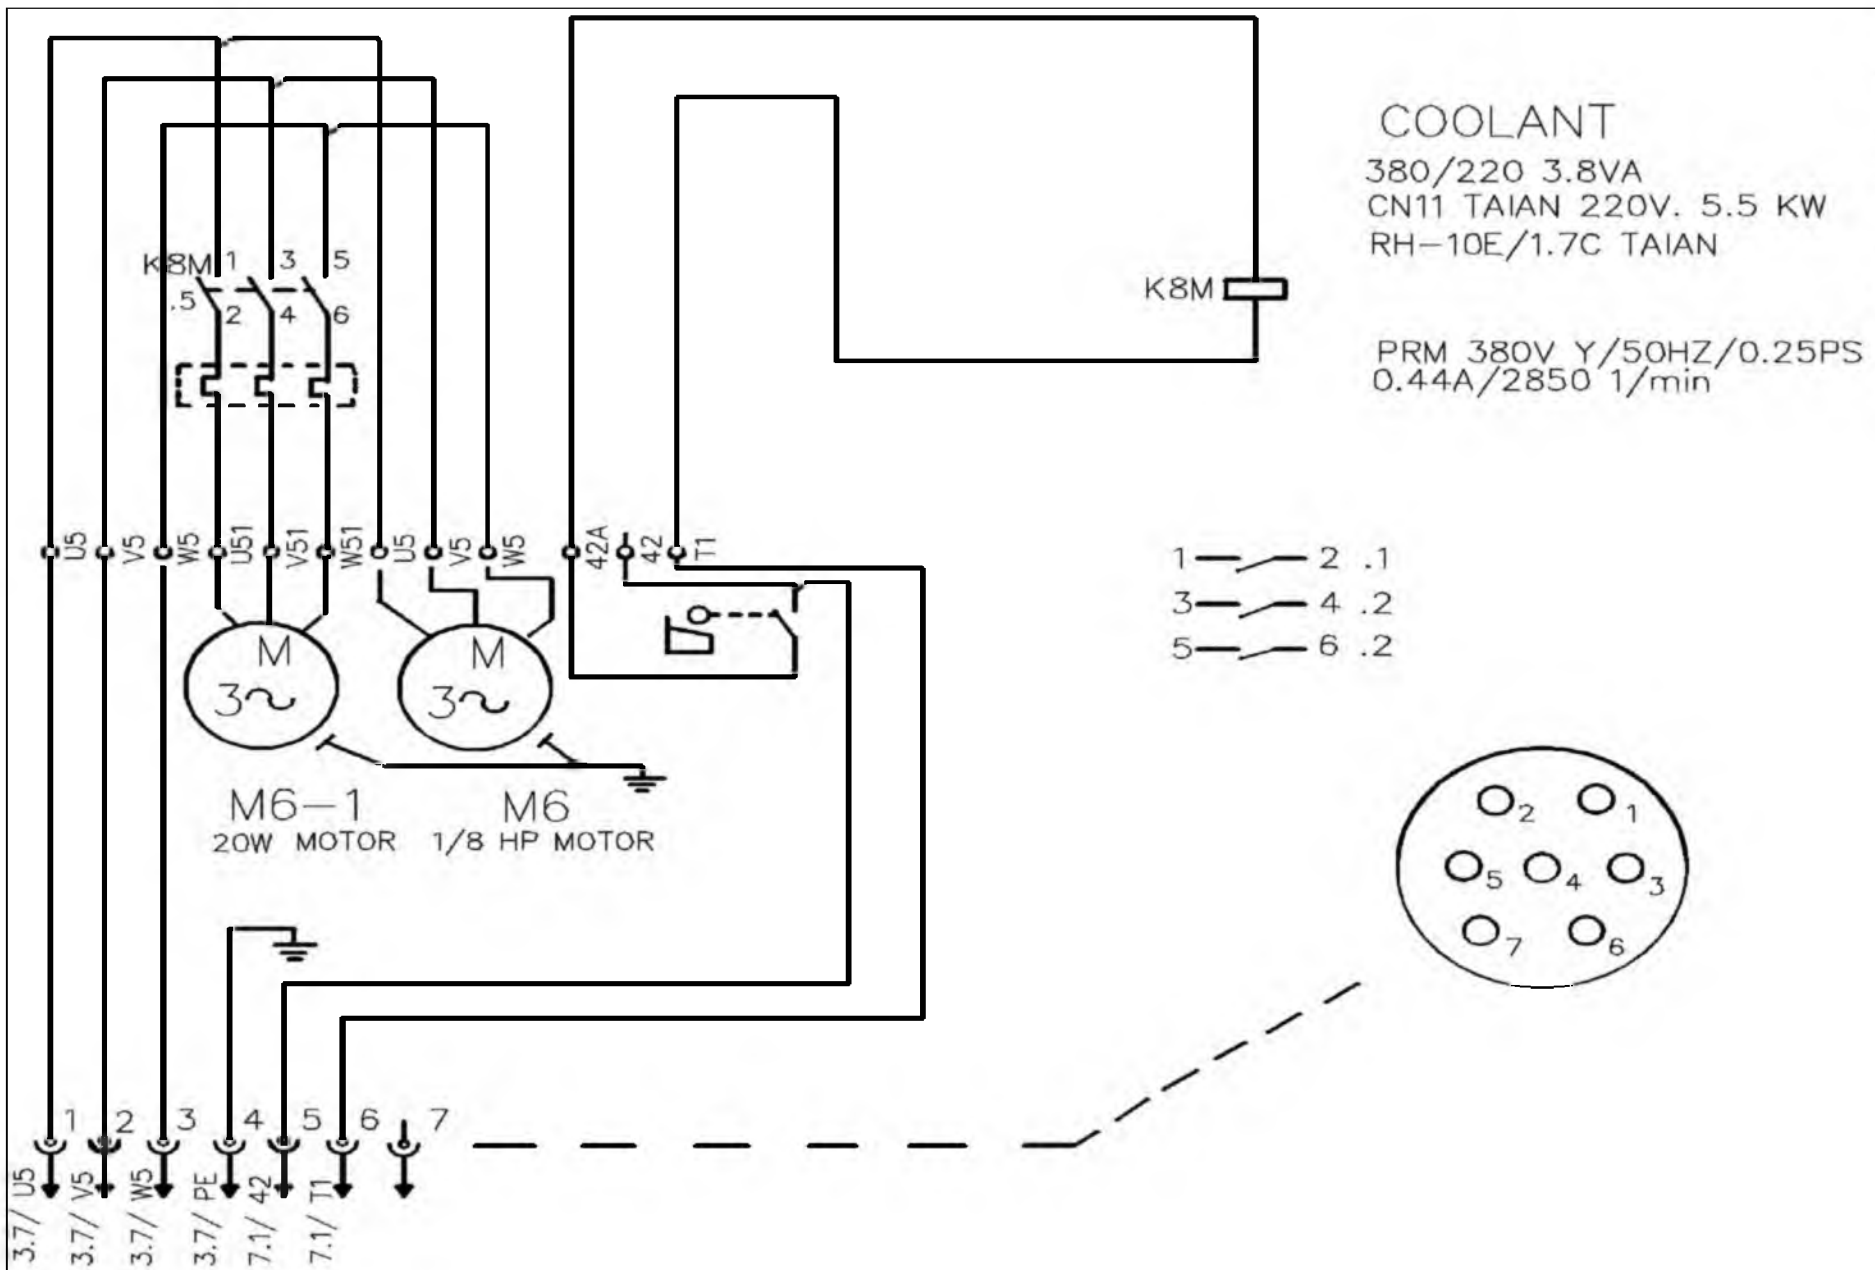 COOLANT
380/220 3.8VA
CN11 TAIAN 220V. 5.5 KW
RH-10E/1.7C TAIAN
K8M
PRM 380V Y/50HZ/0.25PS
0.44A/2850 1/min
K8M 1 3 5
.5 2 4 6
U5 V5 W5 U51 V51 W51 U5 V5 W5 42A 42 T1
1 2 .1
3 4 .2
5 6 .2
M M
3~ 3~
M6-1 M6
20W MOTOR 1/8 HP MOTOR
2 1
5 4 3
7 6
1 2 3 4 5 6 7
3.7/ U5 3.7/ V5 3.7/ W5 3.7/ PE 7.1/ 42 7.1/ T1